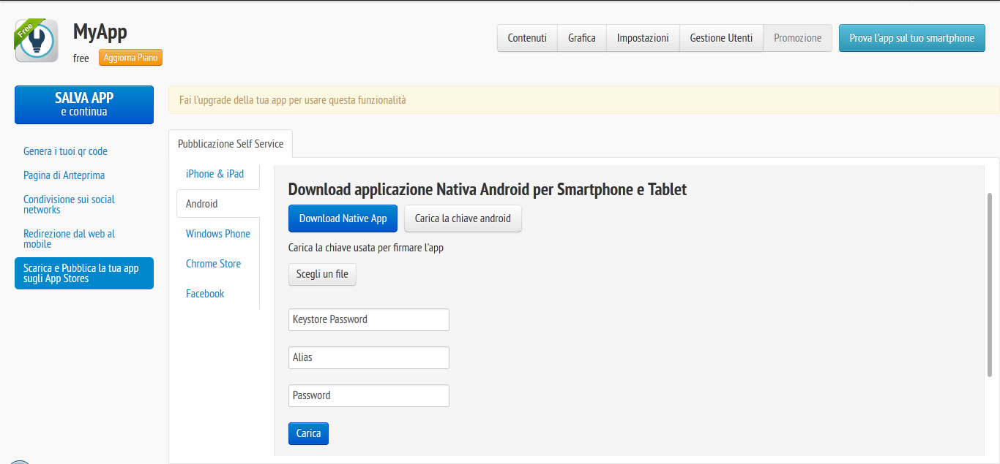 Free
MyApp
free
Aggiorna Piano
Contenuti
Grafica
Impostazioni
Gestione Utenti
Promozione
Prova l'app sul tuo smartphone
SALVA APP
e continua
Genera i tuoi qr code
Pagina di Anteprima
Condivisione sui social
networks
Redirezione dal web al
mobile
Scarica e Pubblica la tua app
sugli App Stores
Fai l'upgrade della tua app per usare questa funzionalità
Pubblicazione Self Service
iPhone & iPad
Android
Windows Phone
Chrome Store
Facebook
Download applicazione Nativa Android per Smartphone e Tablet
Download Native App
Carica la chiave android
Carica la chiave usata per firmare l'app
Scegli un file
Keystore Password
Alias
Password
Carica